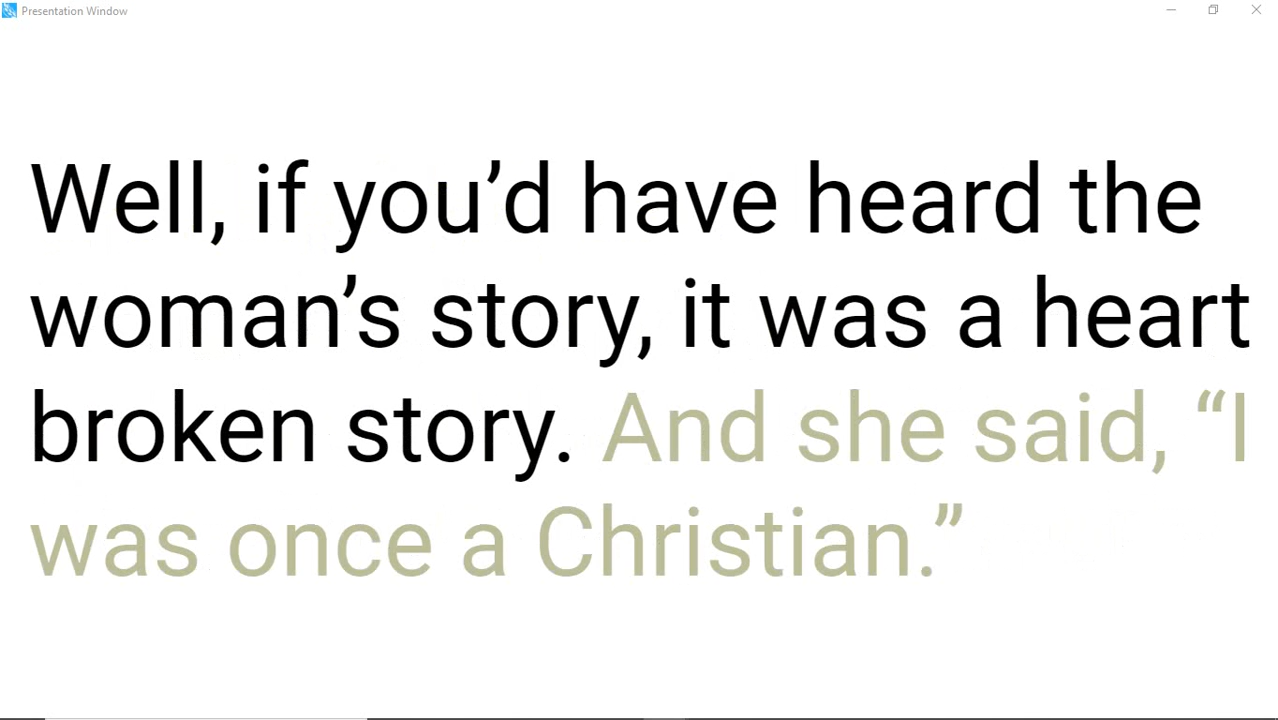 Presentation Window
Well, if you’d have heard the
woman’s story, it was a heart
broken story. And she said, “I
was once a Christian.”